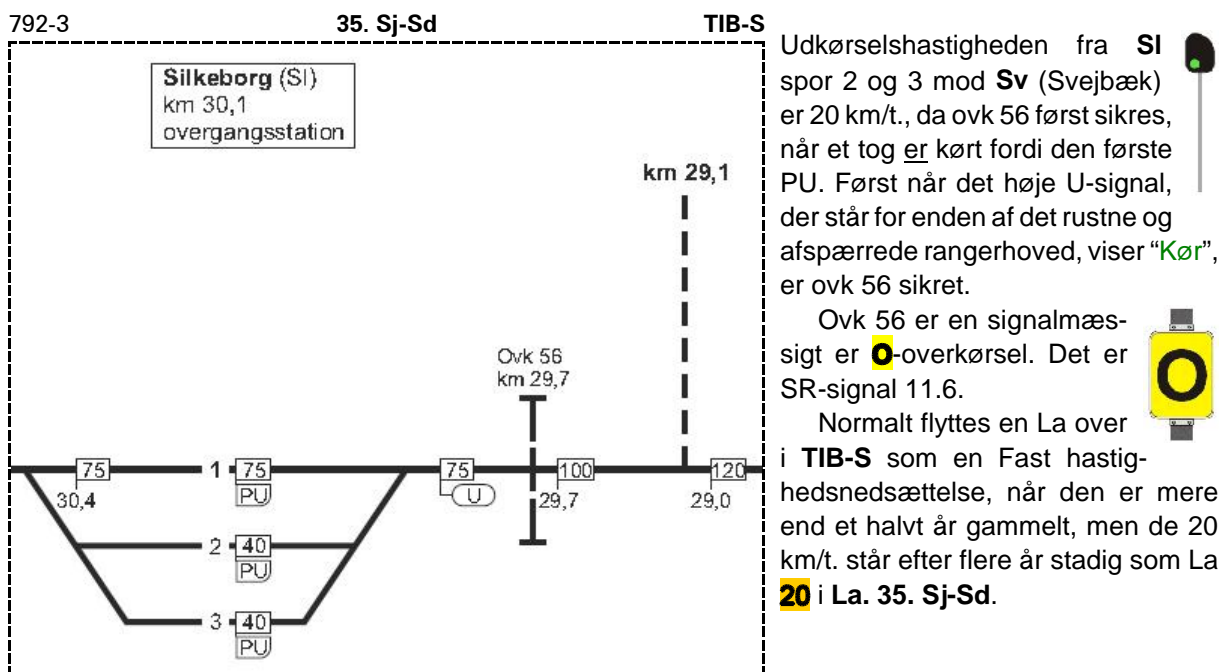 792-3 35. Sj-Sd TIB-S
Silkeborg (Sl)
km 30,1
overgangsstation
km 29,1
Ovk 56
km 29,7
75 1 75 75 100 120
30,4 PU U 29,7 29,0
2 40
PU
3 40
PU
Udkørselshastigheden fra Sl
spor 2 og 3 mod Sv (Svejbæk)
er 20 km/t., da ovk 56 først sikres,
når et tog er kørt fordi den første
PU. Først når det høje U-signal,
der står for enden af det rustne og
afspærrede rangerhoved, viser “Kør”,
er ovk 56 sikret.
Ovk 56 er en signalmæs-
sigt er O-overkørsel. Det er
SR-signal 11.6.
O
Normalt flyttes en La over
i TIB-S som en Fast hastig-
hedsnedsættelse, når den er mere
end et halvt år gammelt, men de 20
km/t. står efter flere år stadig som La
20 i La. 35. Sj-Sd.